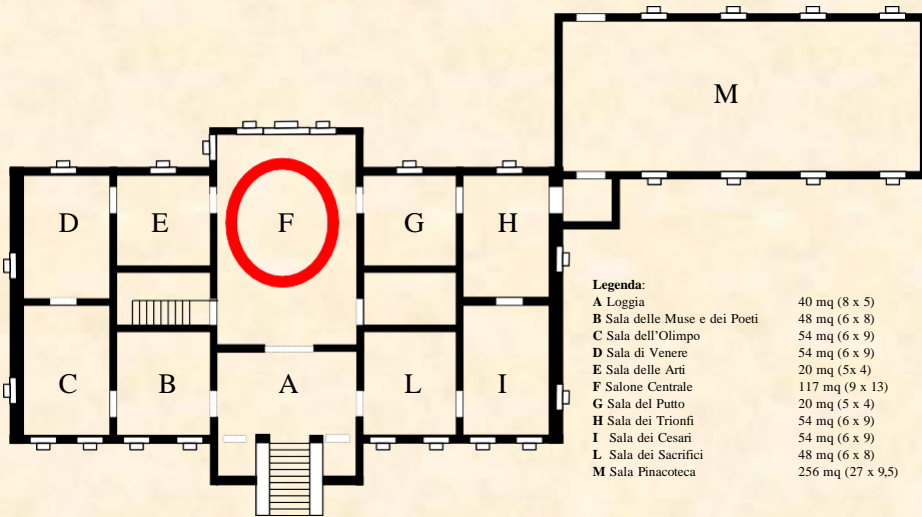 M
D
E
F
G
H
C
B
A
L
I
Legenda:
A Loggia 40 mq (8 x 5)
B Sala delle Muse e dei Poeti 48 mq (6 x 8)
C Sala dell'Olimpo 54 mq (6 x 9)
D Sala di Venere 54 mq (6 x 9)
E Sala delle Arti 20 mq (5x 4)
F Salone Centrale 117 mq (9 x 13)
G Sala del Putto 20 mq (5 x 4)
H Sala dei Trionfi 54 mq (6 x 9)
I Sala dei Cesari 54 mq (6 x 9)
L Sala dei Sacrifici 48 mq (6 x 8)
M Sala Pinacoteca 256 mq (27 x 9,5)